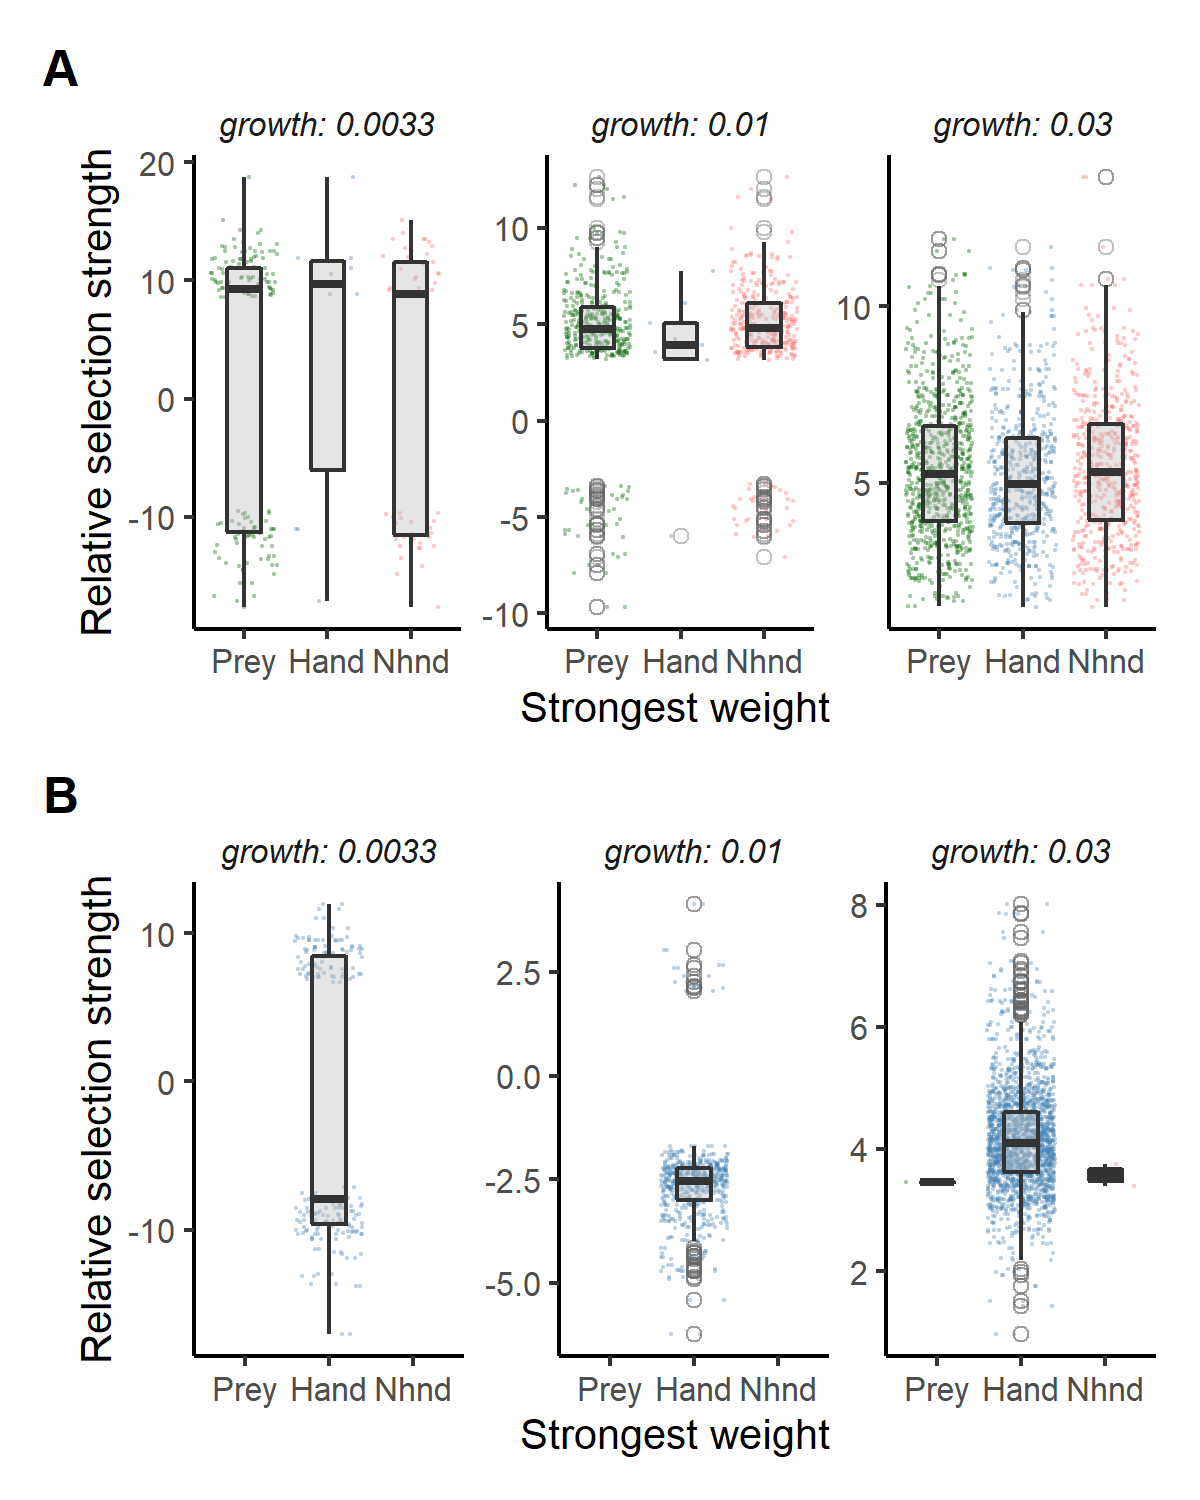 A
growth: 0.0033 growth: 0.01 growth: 0.03
Relative selection strength
20
10
0
-10
10
5
0
-5
-10
10
5
Prey Hand Nhnd Prey Hand Nhnd Prey Hand Nhnd
Strongest weight
B
growth: 0.0033 growth: 0.01 growth: 0.03
Relative selection strength
10
0
-10
2.5
0.0
-2.5
-5.0
8
6
4
2
Prey Hand Nhnd Prey Hand Nhnd Prey Hand Nhnd
Strongest weight